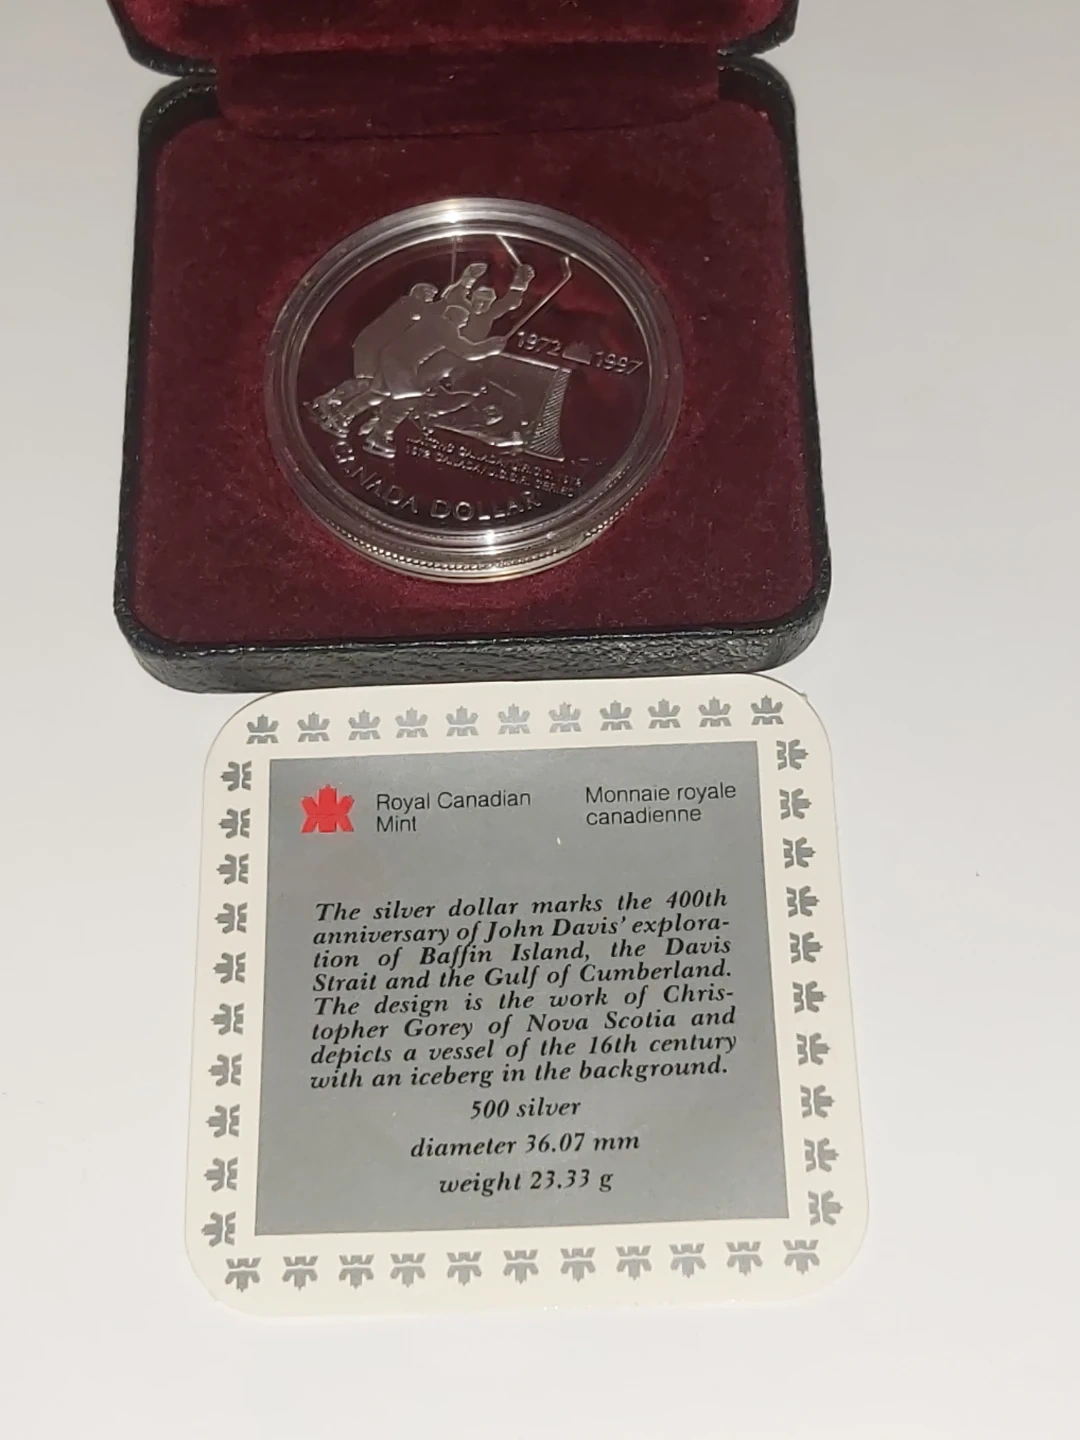 1972 1997
1972 CANADA/U.S.S.R. SERIES
CANADA DOLLAR
Royal Canadian
Mint
Monnaie royale
canadienne
The silver dollar marks the 400th
anniversary of John Davis' explora-
tion of Baffin Island, the Davis
Strait and the Gulf of Cumberland.
The design is the work of Chris-
topher Gorey of Nova Scotia and
depicts a vessel of the 16th century
with an iceberg in the background.
500 silver
diameter 36.07 mm
weight 23.33 g